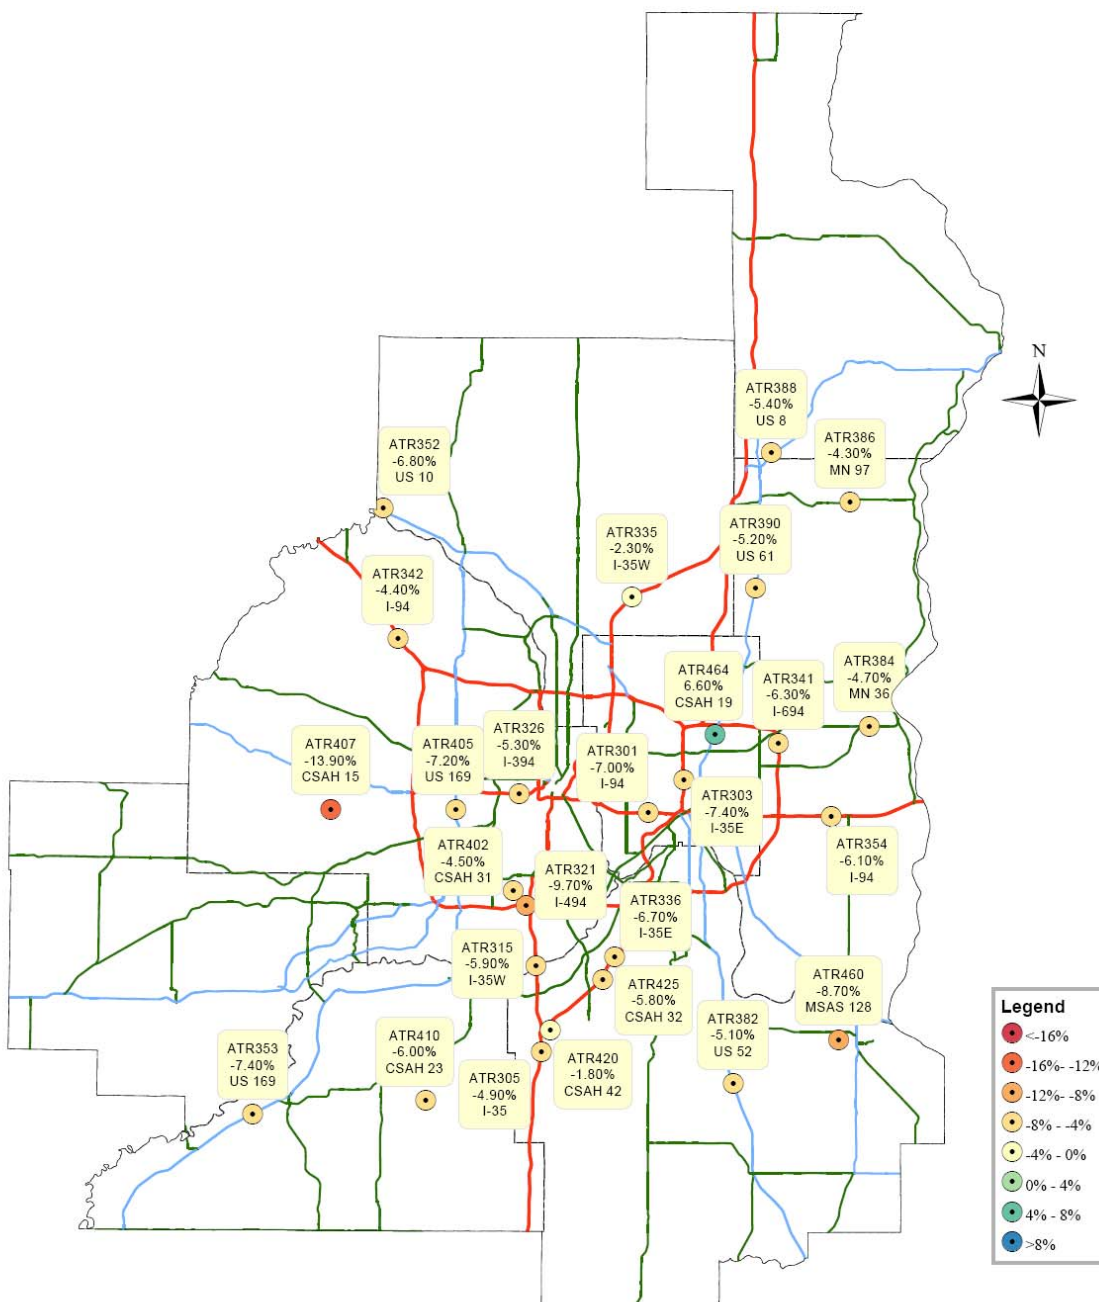 N
ATR388
-5.40%
US 8
ATR386
-4.30%
MN 97
ATR352
-6.80%
US 10
ATR390
-5.20%
US 61
ATR335
-2.30%
I-35W
ATR342
-4.40%
I-94
ATR464
6.60%
CSAH 19
ATR341
-6.30%
I-694
ATR384
-4.70%
MN 36
ATR407
-13.90%
CSAH 15
ATR405
-7.20%
US 169
ATR326
-5.30%
I-394
ATR301
-7.00%
I-94
ATR303
-7.40%
I-35E
ATR354
-6.10%
I-94
ATR402
-4.50%
CSAH 31
ATR321
-9.70%
I-494
ATR336
-6.70%
I-35E
ATR315
-5.90%
I-35W
ATR425
-5.80%
CSAH 32
ATR460
-8.70%
MSAS 128
ATR382
-5.10%
US 52
ATR353
-7.40%
US 169
ATR410
-6.00%
CSAH 23
ATR305
-4.90%
I-35
ATR420
-1.80%
CSAH 42
Legend
<-16%
-16%- -12%
-12%- -8%
-8% - -4%
-4% - 0%
0% - 4%
4% - 8%
>8%